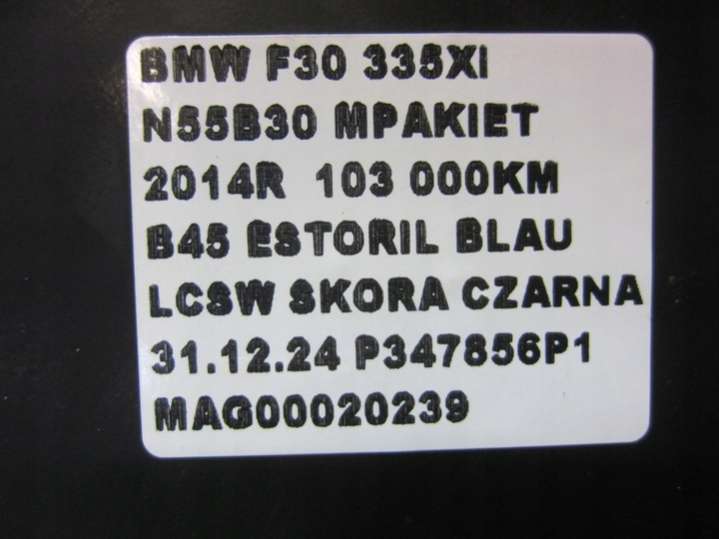 BMW F30 335XI
N55B30 MPAKIET
2014R 103 000KM
B45 ESTORIL BLAU
LCSW SKORA CZARNA
31.12.24 P347856P1
MAG00020239